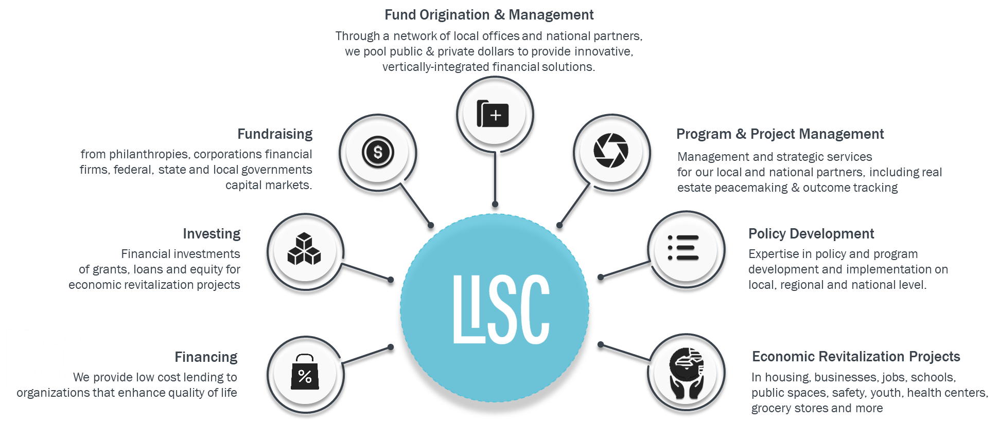 Fund Origination & Management
Through a network of local offices and national partners,
we pool public & private dollars to provide innovative,
vertically-integrated financial solutions.
Fundraising
from philanthropies, corporations financial
firms, federal, state and local governments
capital markets.
Program & Project Management
Management and strategic services
for our local and national partners, including real
estate peacemaking & outcome tracking
Investing
Financial investments
of grants, loans and equity for
economic revitalization projects
Policy Development
Expertise in policy and program
development and implementation on
local, regional and national level.
LISC
Financing
We provide low cost lending to
organizations that enhance quality of life
Economic Revitalization Projects
In housing, businesses, jobs, schools,
public spaces, safety, youth, health centers,
grocery stores and more